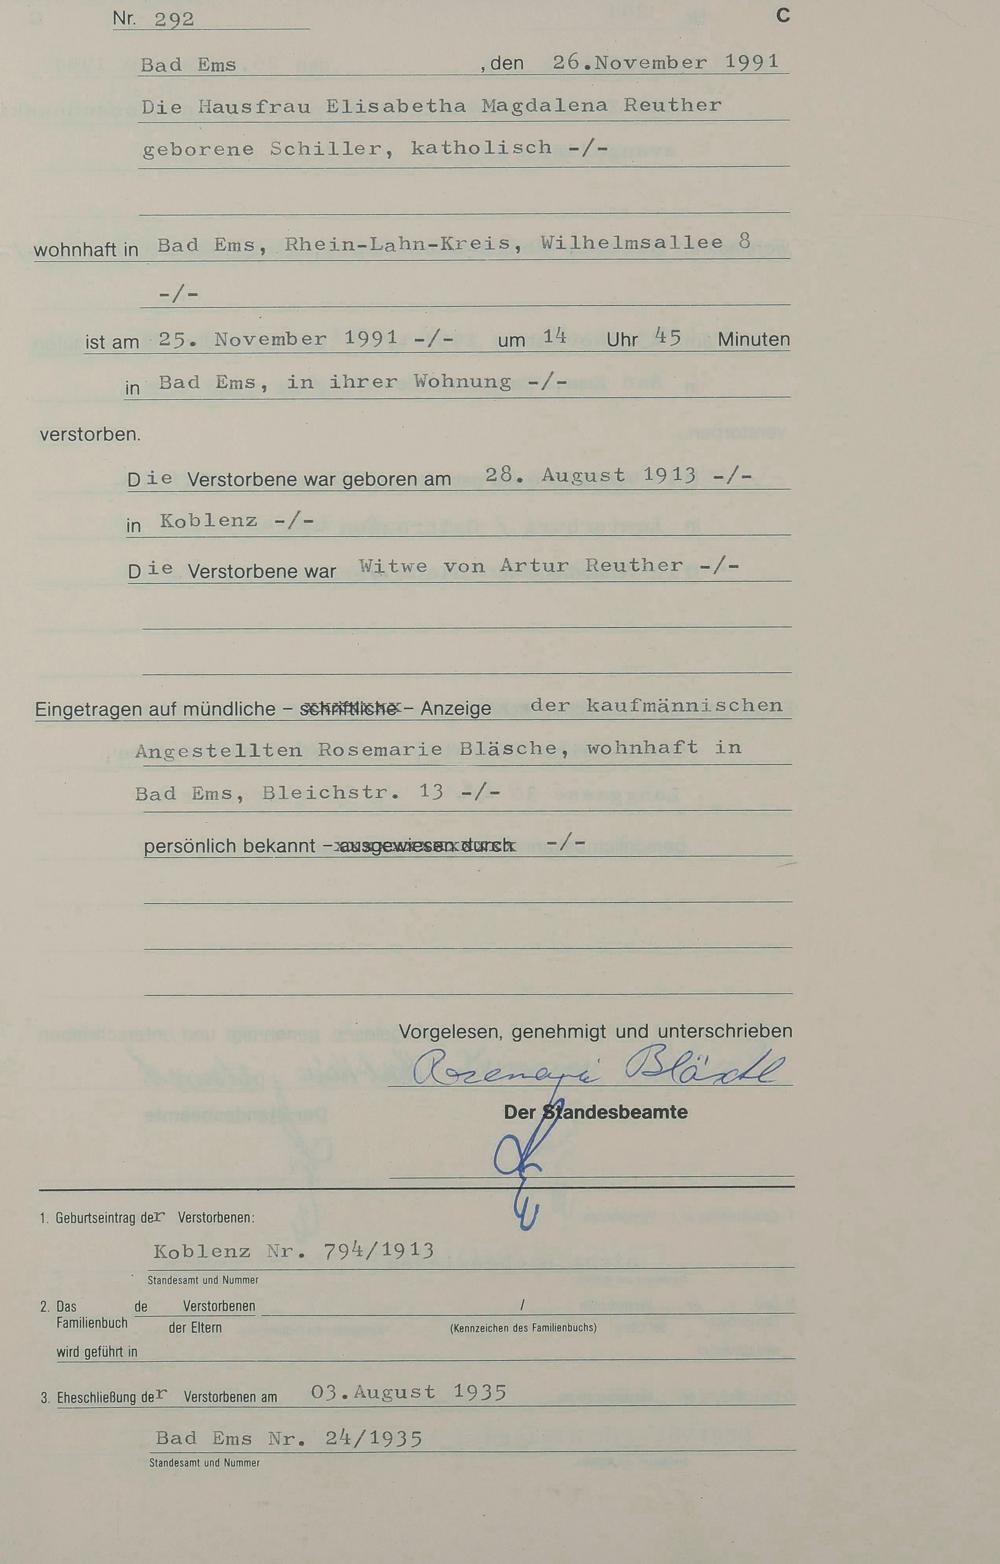 Nr. 292
C
Bad Ems , den 26.November 1991
Die Hausfrau Elisabetha Magdalena Reuther
geborene Schiller, katholisch -/-
wohnhaft in Bad Ems, Rhein-Lahn-Kreis, Wilhelmsallee 8
-/-
ist am 25. November 1991 -/- um 14 Uhr 45 Minuten
in Bad Ems, in ihrer Wohnung -/-
verstorben.
Die Verstorbene war geboren am 28. August 1913 -/-
in Koblenz -/-
Die Verstorbene war Witwe von Artur Reuther -/-
Eingetragen auf mündliche – schriftliche – Anzeige der kaufmännischen
Angestellten Rosemarie Bläsche, wohnhaft in
Bad Ems, Bleichstr. 13 -/-
persönlich bekannt – ausgewiesen durch -/-
Vorgelesen, genehmigt und unterschrieben
Rosemarie
Der Standesbeamte
1. Geburtseintrag der Verstorbenen:
Koblenz Nr. 794/1913
Standesamt und Nummer
2. Das de Verstorbenen /
Familienbuch der Eltern (Kennzeichen des Familienbuchs)
wird geführt in
3. Eheschließung der Verstorbenen am 03.August 1935
Bad Ems Nr. 24/1935
Standesamt und Nummer